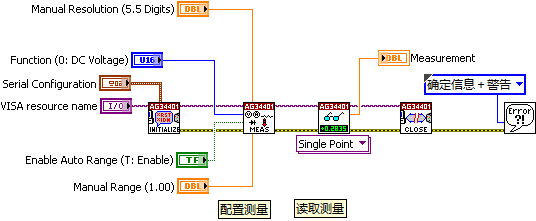 Manual Resolution (5.5 Digits)
DBL
Function (0: DC Voltage)
U16
Serial Configuration
VISA resource name
I/O
AG34401
INITIALIZE
AG34401
MEAS
AG34401
Single Point
DBL
Measurement
AG34401
CLOSE
确定信息 + 警告
Error
?!
Enable Auto Range (T: Enable)
TF
Manual Range (1.00)
DBL
配置测量
读取测量